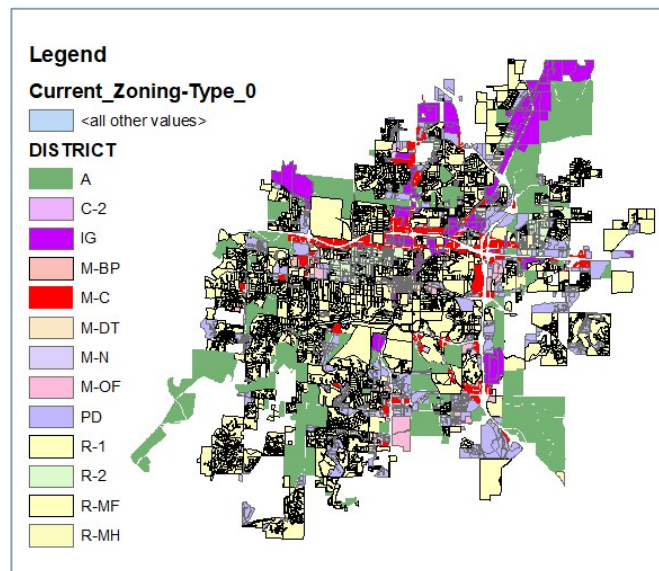 Legend
Current_Zoning-Type_0
<all other values>
DISTRICT
A
C-2
IG
M-BP
M-C
M-DT
M-N
M-OF
PD
R-1
R-2
R-MF
R-MH